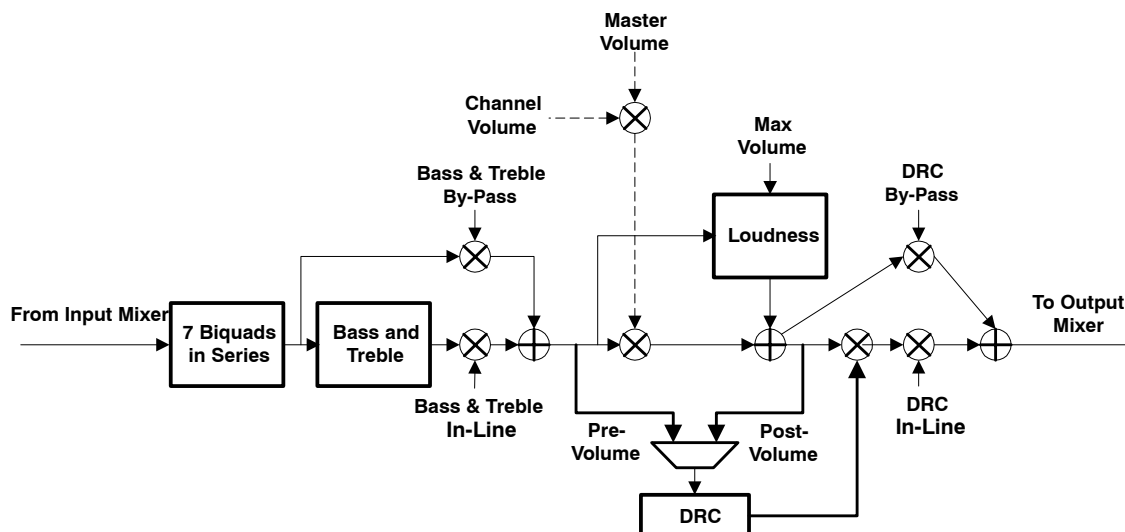 Master
Volume
Channel
Volume
Max
Volume
Bass & Treble
By-Pass
DRC
By-Pass
Loudness
From Input Mixer
7 Biquads
in Series
Bass and
Treble
To Output
Mixer
Bass & Treble
In-Line
Pre-
Volume
Post-
Volume
DRC
In-Line
DRC